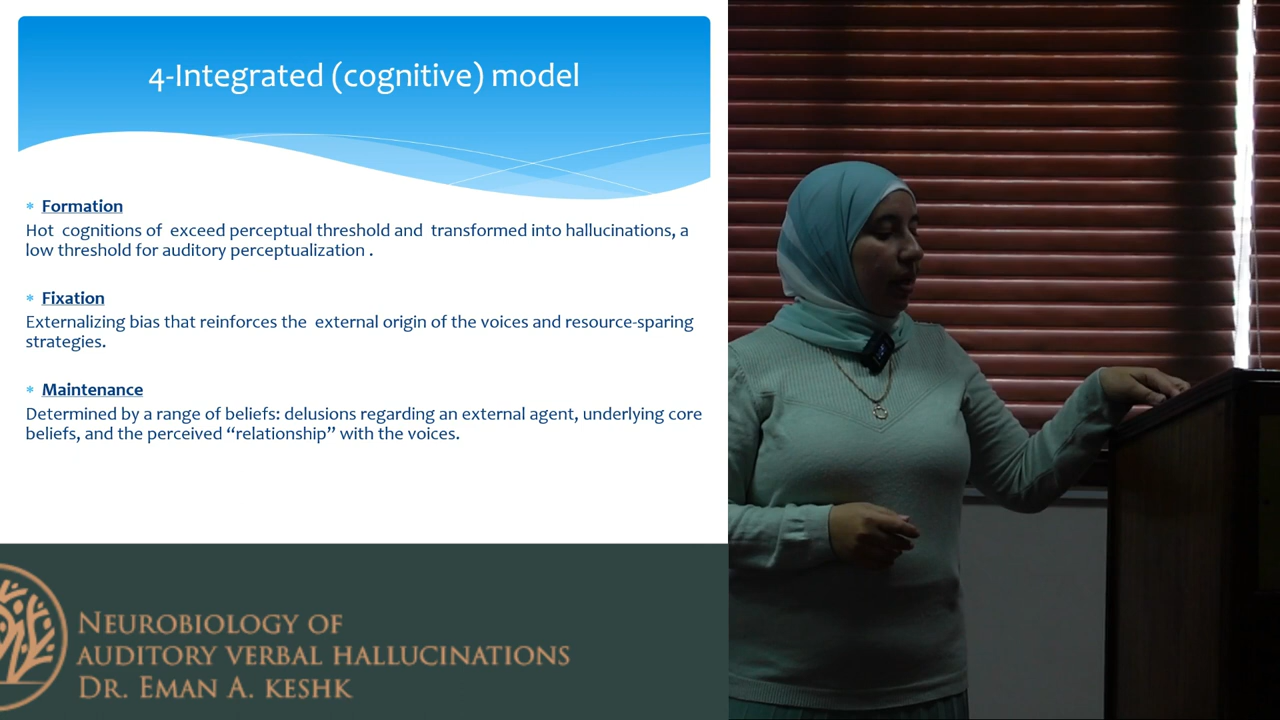 4-Integrated (cognitive) model
* Formation
Hot cognitions of exceed perceptual threshold and transformed into hallucinations, a
low threshold for auditory perceptualization .
* Fixation
Externalizing bias that reinforces the external origin of the voices and resource-sparing
strategies.
* Maintenance
Determined by a range of beliefs: delusions regarding an external agent, underlying core
beliefs, and the perceived “relationship” with the voices.
Neurobiology of
auditory verbal hallucinations
Dr. Eman A. Keshk